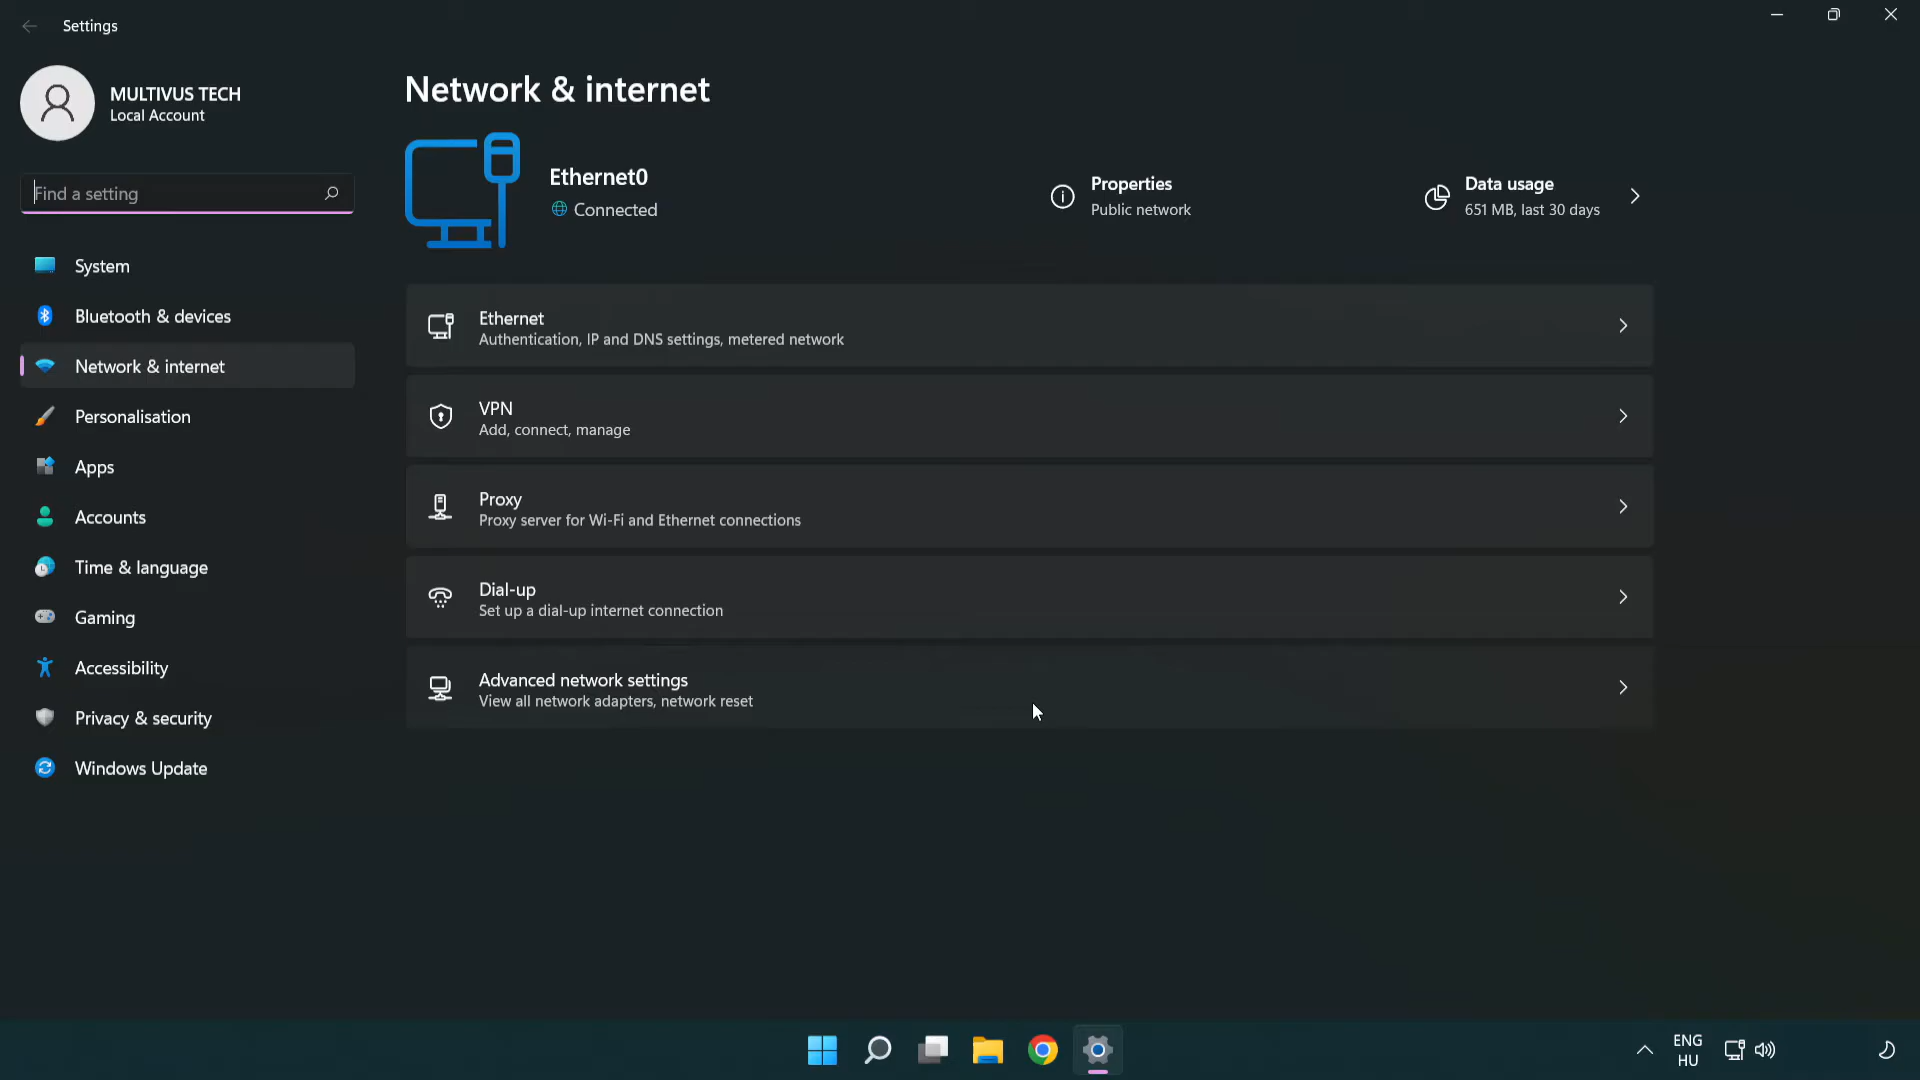 Settings
MULTIVUS TECH
Local Account
Find a setting
System
Bluetooth & devices
Network & internet
Personalisation
Apps
Accounts
Time & language
Gaming
Accessibility
Privacy & security
Windows Update
Network & internet
Ethernet0
Connected
Properties
Public network
Data usage
651 MB, last 30 days
Ethernet
Authentication, IP and DNS settings, metered network
VPN
Add, connect, manage
Proxy
Proxy server for Wi-Fi and Ethernet connections
Dial-up
Set up a dial-up internet connection
Advanced network settings
View all network adapters, network reset
ENG
HU